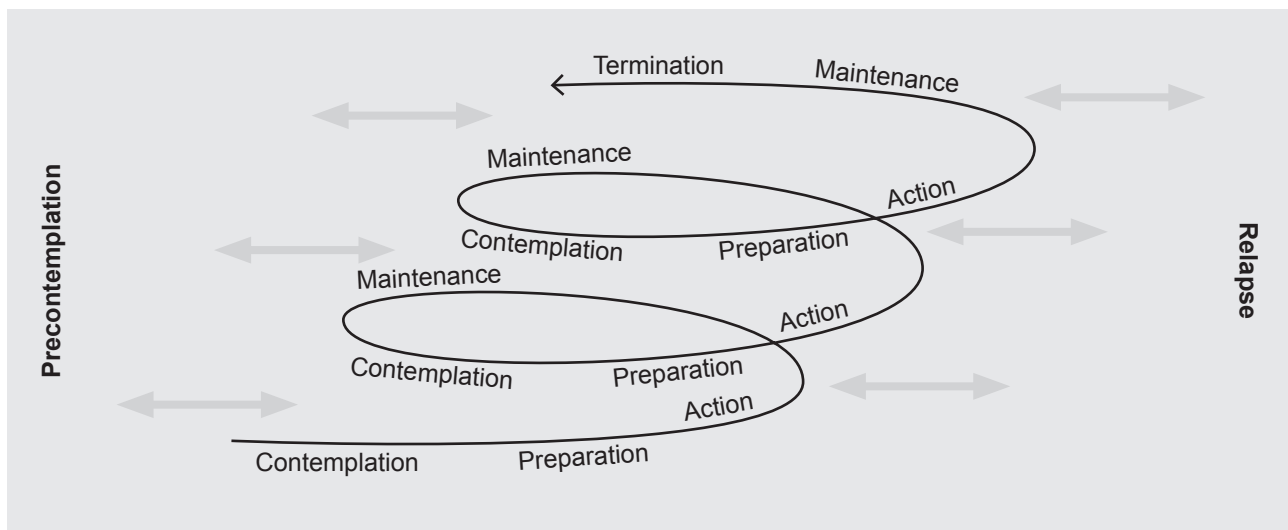 Termination
Maintenance
Maintenance
Action
Contemplation
Preparation
Maintenance
Action
Contemplation
Preparation
Action
Contemplation
Preparation
Precontemplation
Relapse